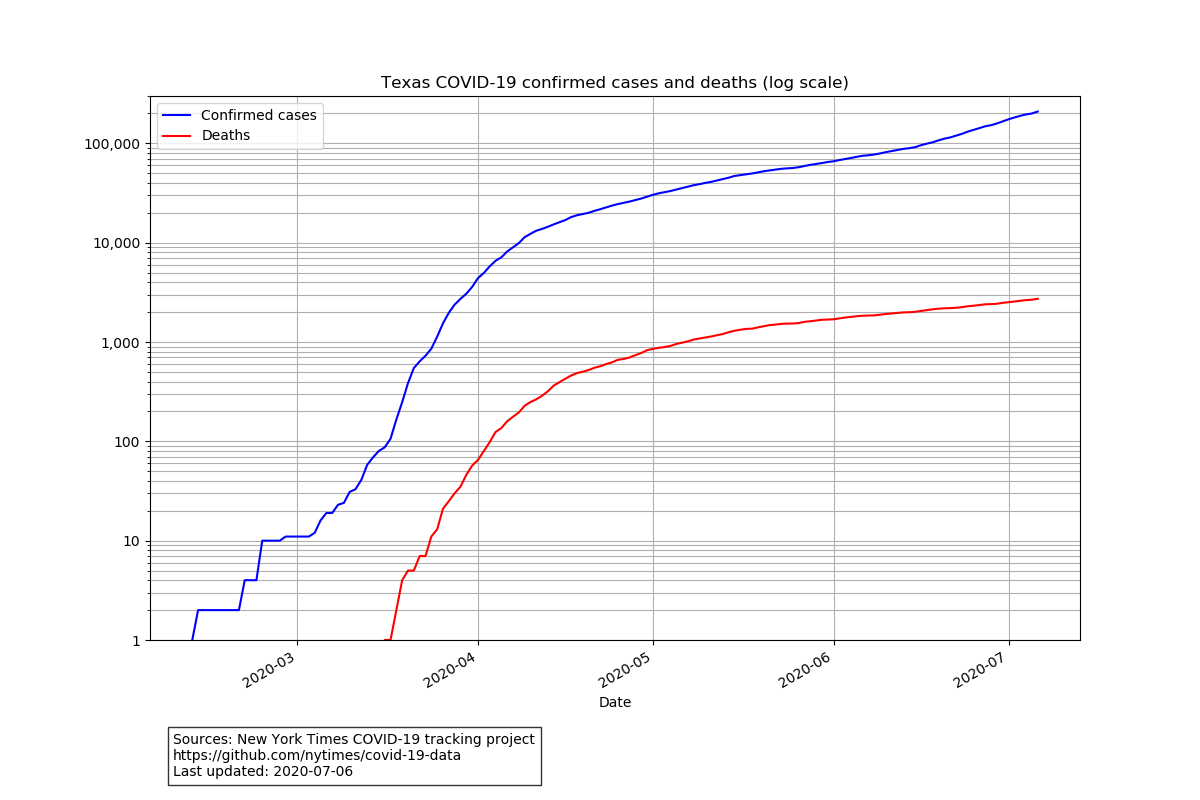 Texas COVID-19 confirmed cases and deaths (log scale)
Confirmed cases
Deaths
100,000
10,000
1,000
100
10
1
2020-03
2020-04
2020-05
2020-06
2020-07
Date
Sources: New York Times COVID-19 tracking project
https://github.com/nytimes/covid-19-data
Last updated: 2020-07-06